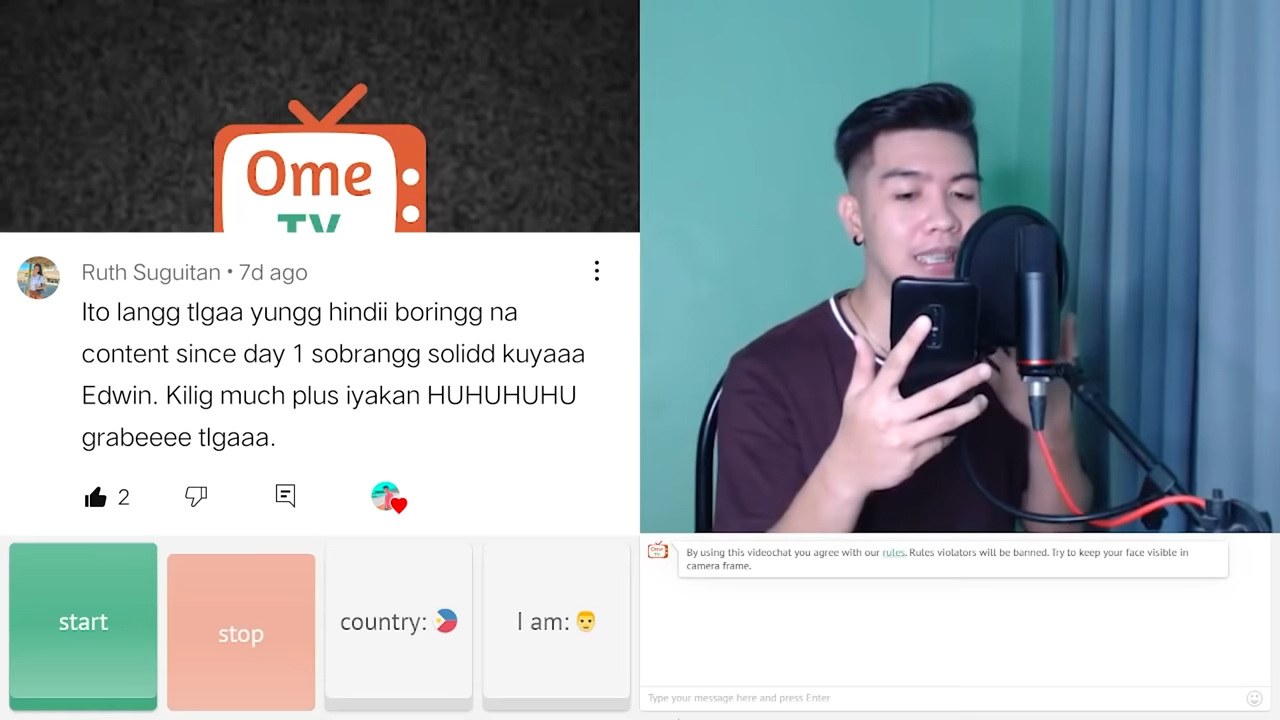 Ome
TV
Ruth Suguitan • 7d ago
Ito langg tlgaa yungg hindii boringg na
content since day 1 sobrangg solidd kuyaaa
Edwin. Kilig much plus iyakan HUHUHUHU
grabeeee tlgaaa.
2
start
stop
country:
I am:
By using this videochat you agree with our rules. Rules violators will be banned. Try to keep your face visible in
camera frame.
Type your message here and press Enter